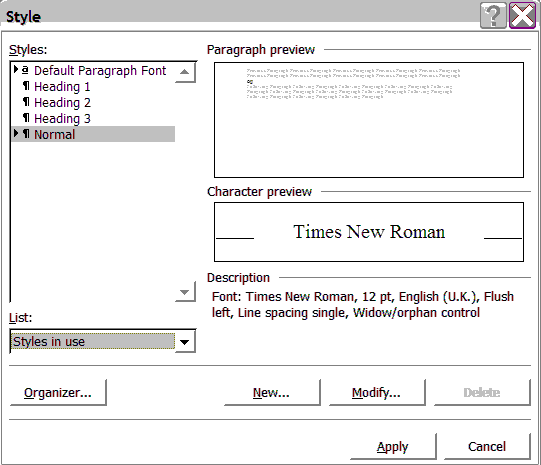 Style
Styles:
a Default Paragraph Font
¶ Heading 1
¶ Heading 2
¶ Heading 3
¶ Normal
List:
Styles in use
Paragraph preview
Character preview
Times New Roman
Description
Font: Times New Roman, 12 pt, English (U.K.), Flush
left, Line spacing single, Widow/orphan control
Organizer...
New...
Modify...
Delete
Apply
Cancel